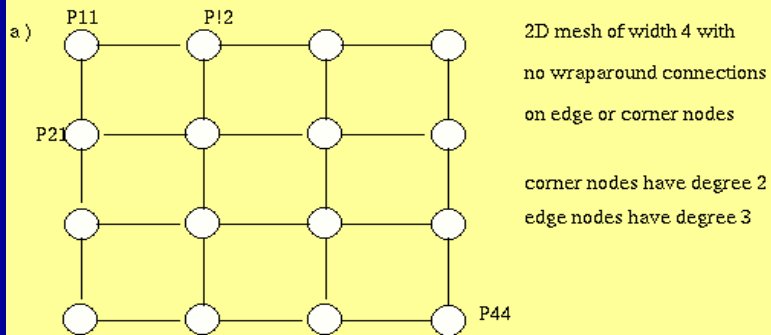 a)
P11 P!2
2D mesh of width 4 with
no wraparound connections
on edge or corner nodes
P21
corner nodes have degree 2
edge nodes have degree 3
P44